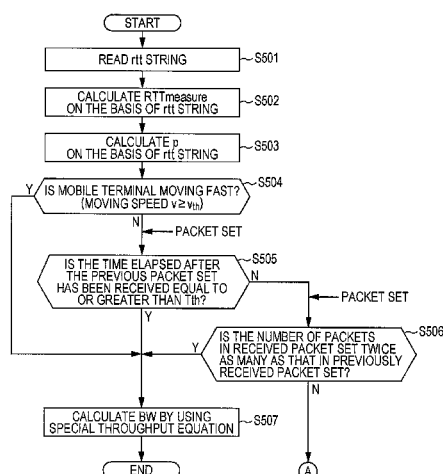 START
READ rtt STRING
S501
CALCULATE RTTmeasure
ON THE BASIS OF rtt STRING
S502
CALCULATE p
ON THE BASIS OF rtt STRING
S503
IS MOBILE TERMINAL MOVING FAST?
(MOVING SPEED v≥vth)
S504
Y
N
PACKET SET
IS THE TIME ELAPSED AFTER
THE PREVIOUS PACKET SET
HAS BEEN RECEIVED EQUAL TO
OR GREATER THAN Tth?
S505
N
Y
PACKET SET
IS THE NUMBER OF PACKETS
IN RECEIVED PACKET SET TWICE
AS MANY AS THAT IN PREVIOUSLY
RECEIVED PACKET SET?
S506
Y
N
CALCULATE BW BY USING
SPECIAL THROUGHPUT EQUATION
S507
END
A